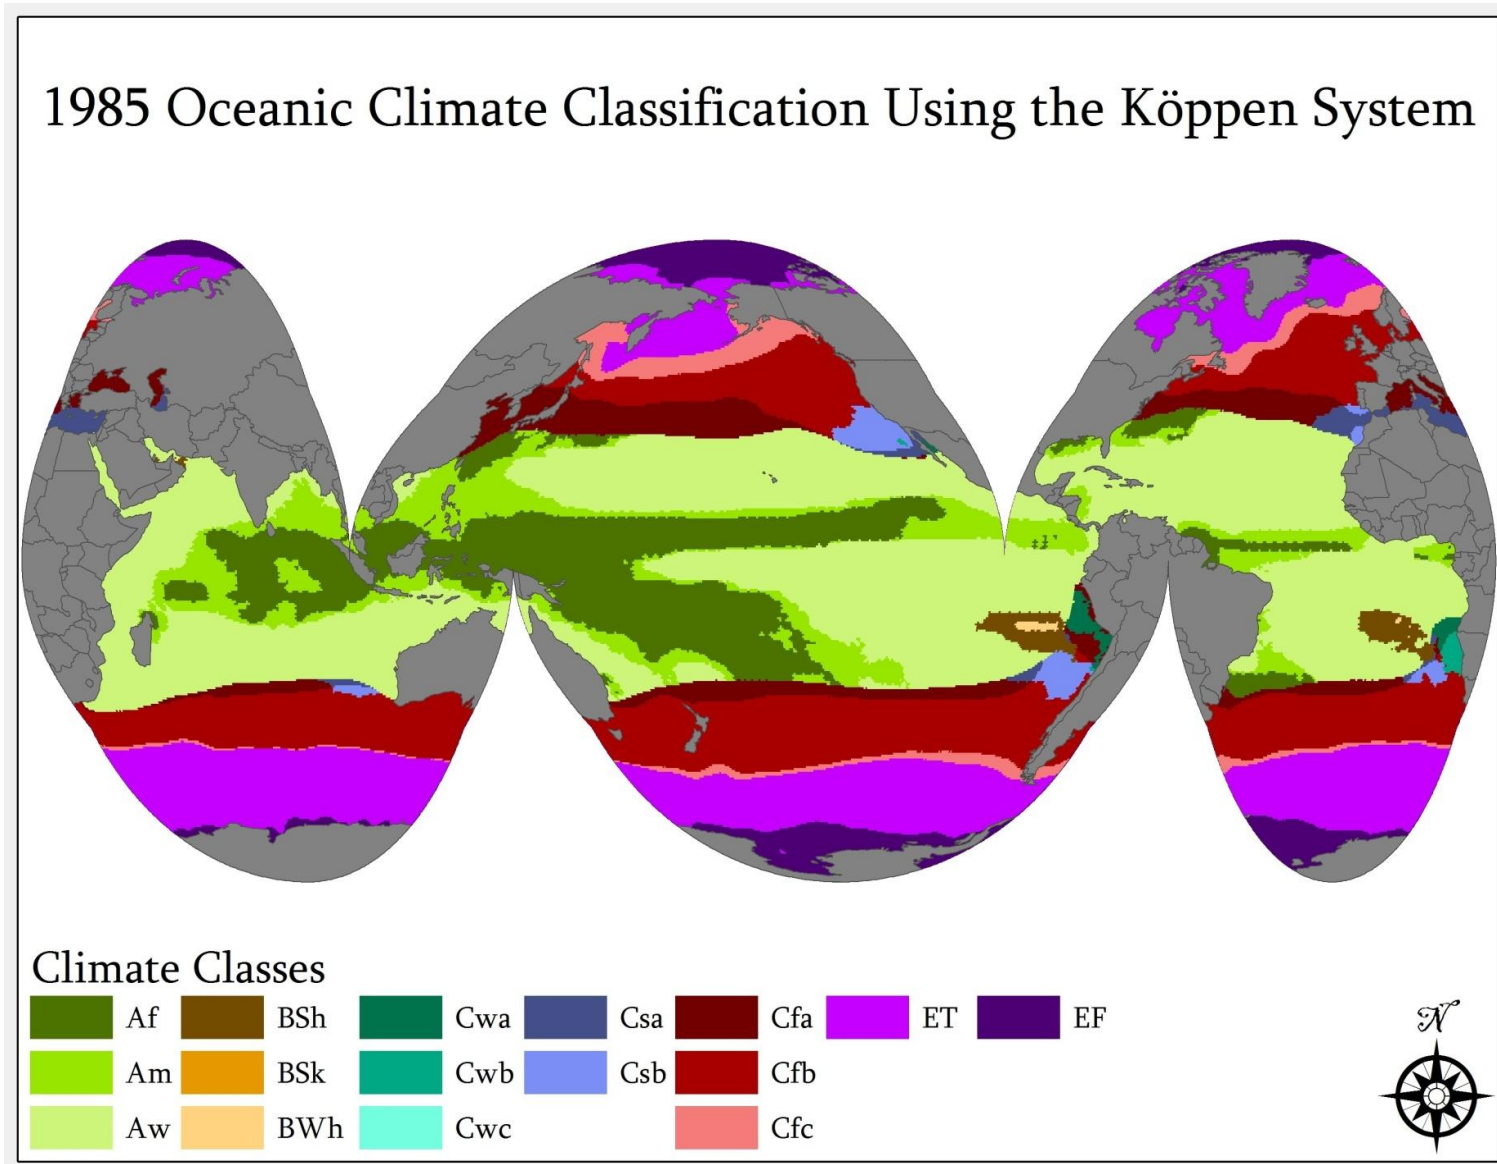 1985 Oceanic Climate Classification Using the Köppen System
Climate Classes
Af BSh Cwa Csa Cfa ET EF
Am BSk Cwb Csb Cfb
Aw BWh Cwc Cfc
N